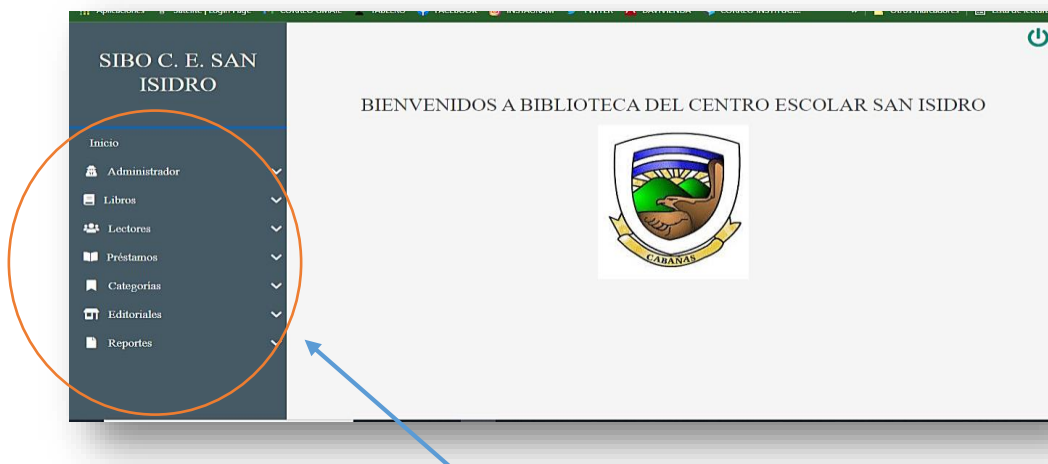 SIBO C. E. SAN
ISIDRO
BIENVENIDOS A BIBLIOTECA DEL CENTRO ESCOLAR SAN ISIDRO
Inicio
Administrador
Libros
Lectores
Préstamos
Categorias
Editoriales
Reportes
CABAÑAS